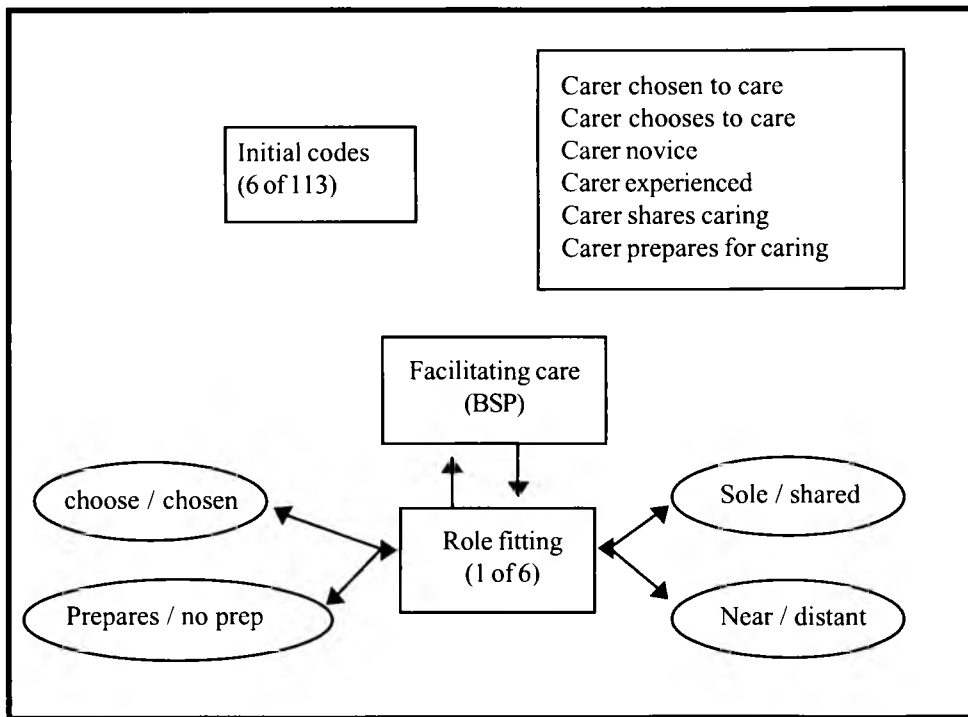 Carer chosen to care
Carer chooses to care
Carer novice
Carer experienced
Carer shares caring
Carer prepares for caring
Initial codes
(6 of 113)
Facilitating care
(BSP)
choose / chosen
Sole / shared
Role fitting
(1 of 6)
Prepares / no prep
Near / distant